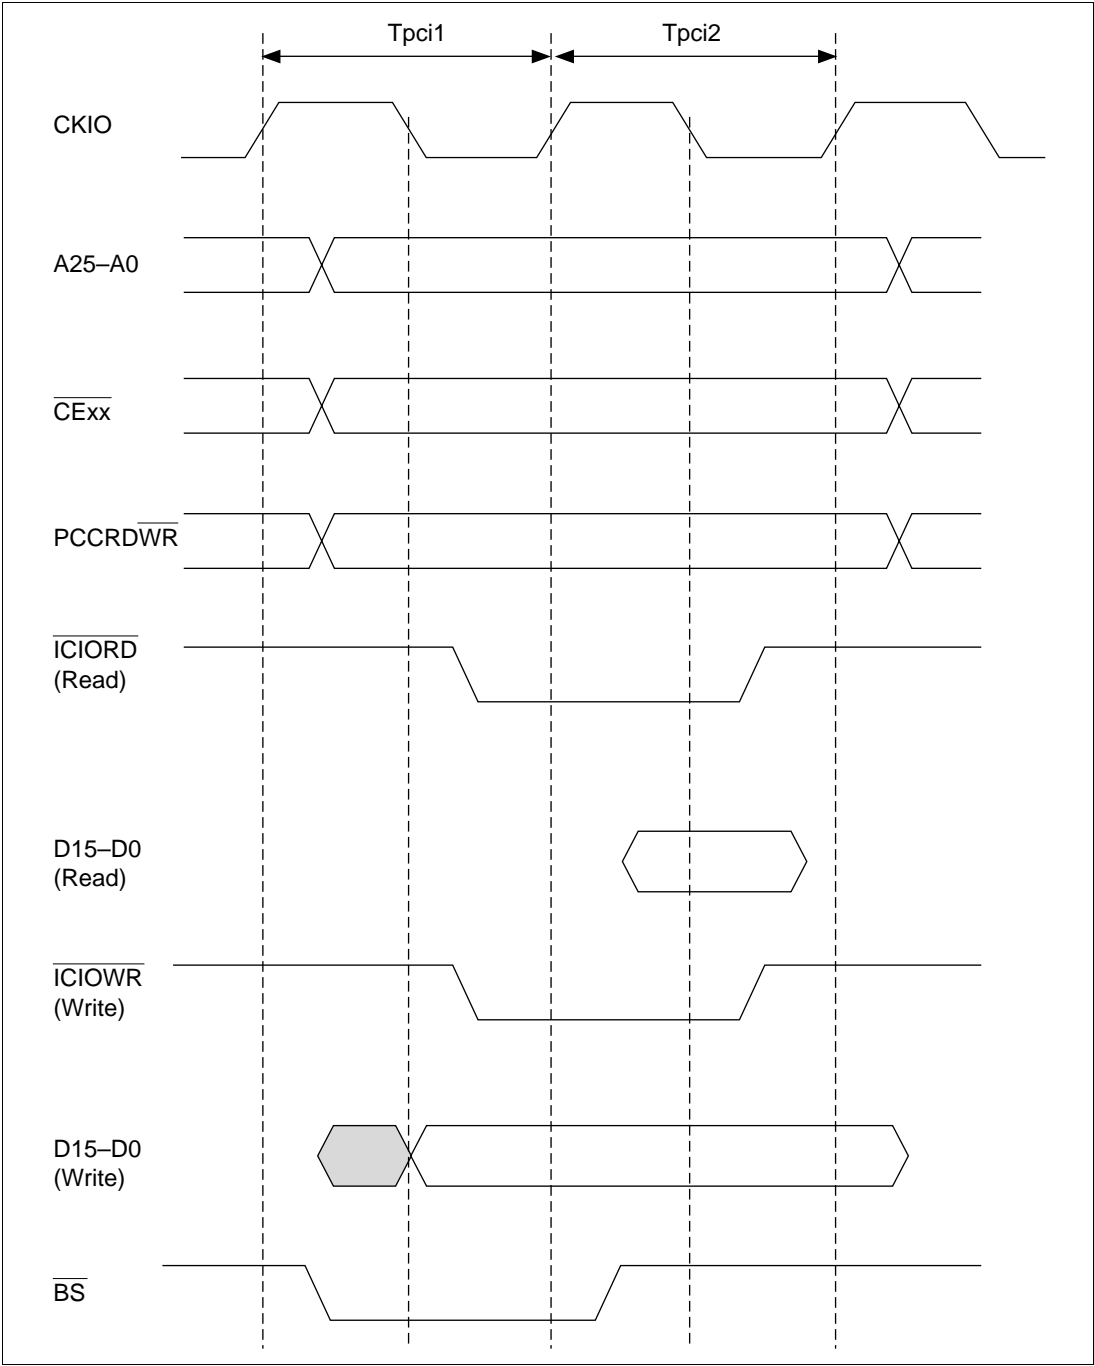 Tpci1
Tpci2
CKIO
A25–A0
CExx
PCCRDWR
ICIORD
(Read)
D15–D0
(Read)
ICIOWR
(Write)
D15–D0
(Write)
BS